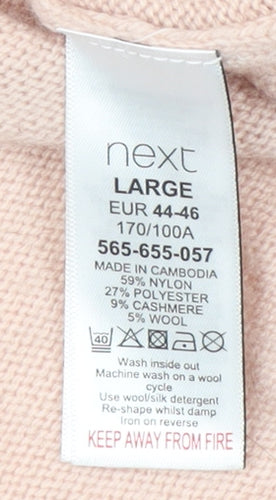 next
LARGE
EUR 44-46
170/100A
565-655-057
MADE IN CAMBODIA
59% NYLON
27% POLYESTER
9% CASHMERE
5% WOOL
40
Wash inside out
Machine wash on a wool
cycle
Use wool/silk detergent
Re-shape whilst damp
Iron on reverse
KEEP AWAY FROM FIRE